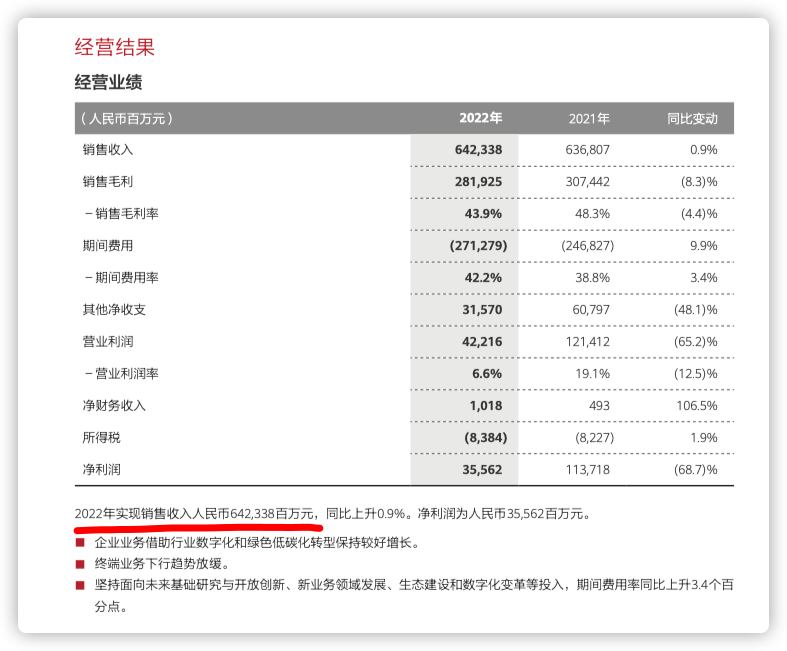 经营结果
经营业绩
（人民币百万元） 2022年 2021年 同比变动
销售收入 642,338 636,807 0.9%
销售毛利 281,925 307,442 (8.3)%
– 销售毛利率 43.9% 48.3% (4.4)%
期间费用 (271,279) (246,827) 9.9%
– 期间费用率 42.2% 38.8% 3.4%
其他净收支 31,570 60,797 (48.1)%
营业利润 42,216 121,412 (65.2)%
– 营业利润率 6.6% 19.1% (12.5)%
净财务收入 1,018 493 106.5%
所得税 (8,384) (8,227) 1.9%
净利润 35,562 113,718 (68.7)%
2022年实现销售收入人民币642,338百万元，同比上升0.9%。净利润为人民币35,562百万元。
■ 企业业务借助行业数字化和绿色低碳化转型保持较好增长。
■ 终端业务下行趋势放缓。
■ 坚持面向未来基础研究与开放创新、新业务领域发展、生态建设和数字化变革等投入，期间费用率同比上升3.4个百
分点。